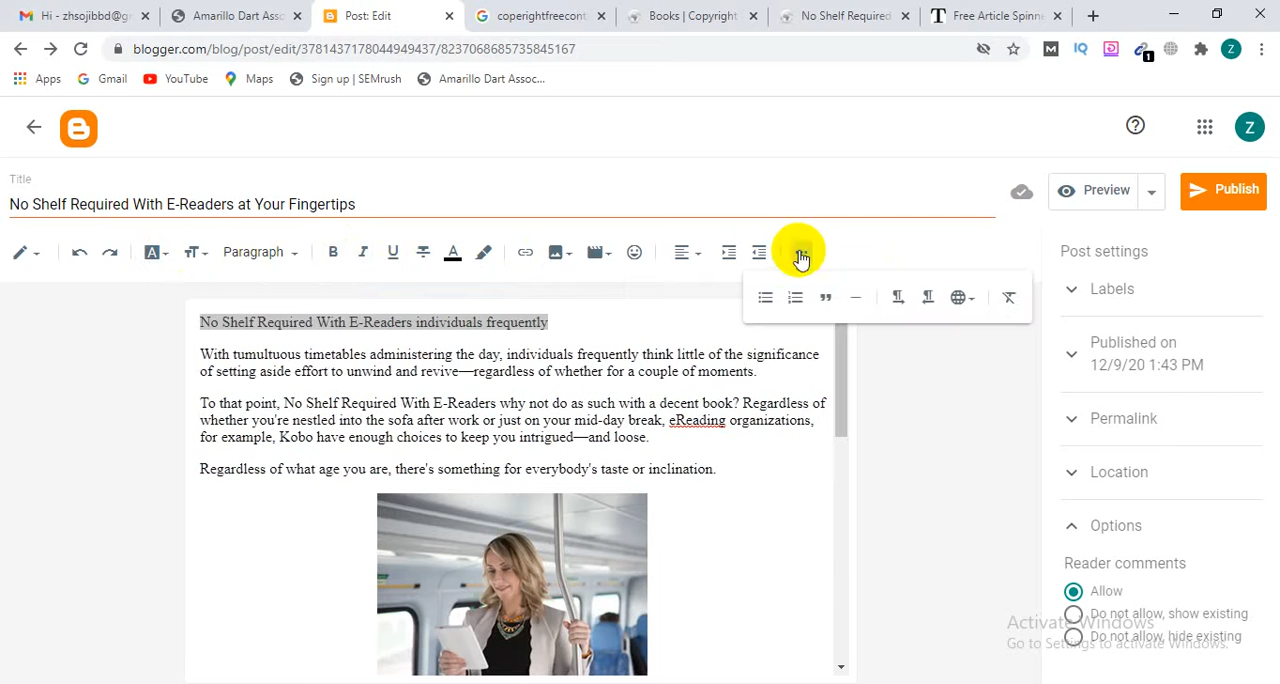 Hi - zhsojibbd@gr
Amarillo Dart Asso
Post: Edit
coperightfreecont
Books | Copyright
No Shelf Required
Free Article Spinne
blogger.com/blog/post/edit/3781437178044949437/8237068685735845167
M
IQ
1
Z
Apps
Gmail
YouTube
Maps
Sign up | SEMrush
Amarillo Dart Assoc...
Z
Title
No Shelf Required With E-Readers at Your Fingertips
Preview
Publish
Paragraph
Post settings
Labels
Published on
12/9/20 1:43 PM
Permalink
Location
Options
Reader comments
Allow
Do not allow, show existing
Do not allow, hide existing
No Shelf Required With E-Readers individuals frequently
With tumultuous timetables administering the day, individuals frequently think little of the significance
of setting aside effort to unwind and revive—regardless of whether for a couple of moments.
To that point, No Shelf Required With E-Readers why not do as such with a decent book? Regardless of
whether you're nestled into the sofa after work or just on your mid-day break, eReading organizations,
for example, Kobo have enough choices to keep you intrigued—and loose.
Regardless of what age you are, there's something for everybody's taste or inclination.
Activate Windows
Go to Settings to activate Windows.